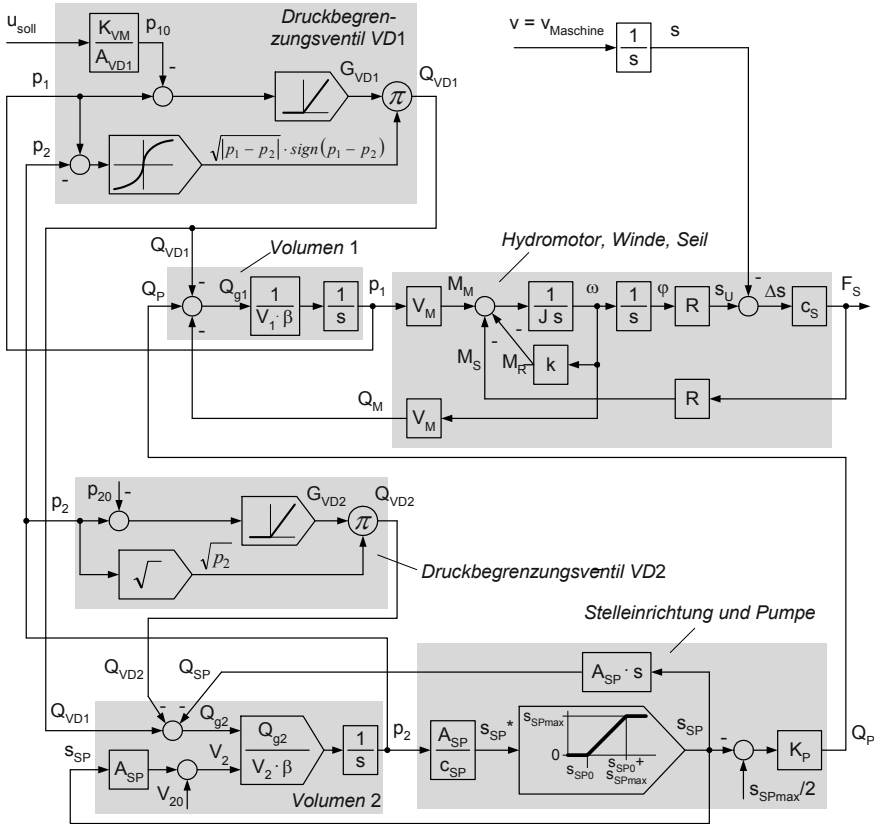 Druckbegren-
zungsventil VD1
u_soll
K_VM
A_VD1
p_10
-
v = v_Maschine
1
s
s
p_1
G_VD1
Q_VD1
π
p_2
-
√|p_1 − p_2| · sign(p_1 − p_2)
Q_VD1
Volumen 1
Hydromotor, Winde, Seil
Q_P
-
-
Q_g1
1
V_1 · β
1
s
p_1
V_M
M_M
-
-
1
J s
ω
1
s
φ
R
s_U
-
Δs
c_S
F_S
M_S
M_R
k
Q_M
V_M
R
p_20
-
p_2
G_VD2
Q_VD2
π
√
√p_2
Druckbegrenzungsventil VD2
Stelleinrichtung und Pumpe
Q_VD2
Q_SP
A_SP · s
Q_VD1
-
-
Q_g2
Q_g2
V_2 · β
1
s
p_2
A_SP
c_SP
s_SP*
s_SPmax
0
s_SP0
s_SP0 +
s_SPmax
s_SP
-
K_P
Q_P
s_SP
A_SP
V_2
V_20
Volumen 2
s_SPmax/2